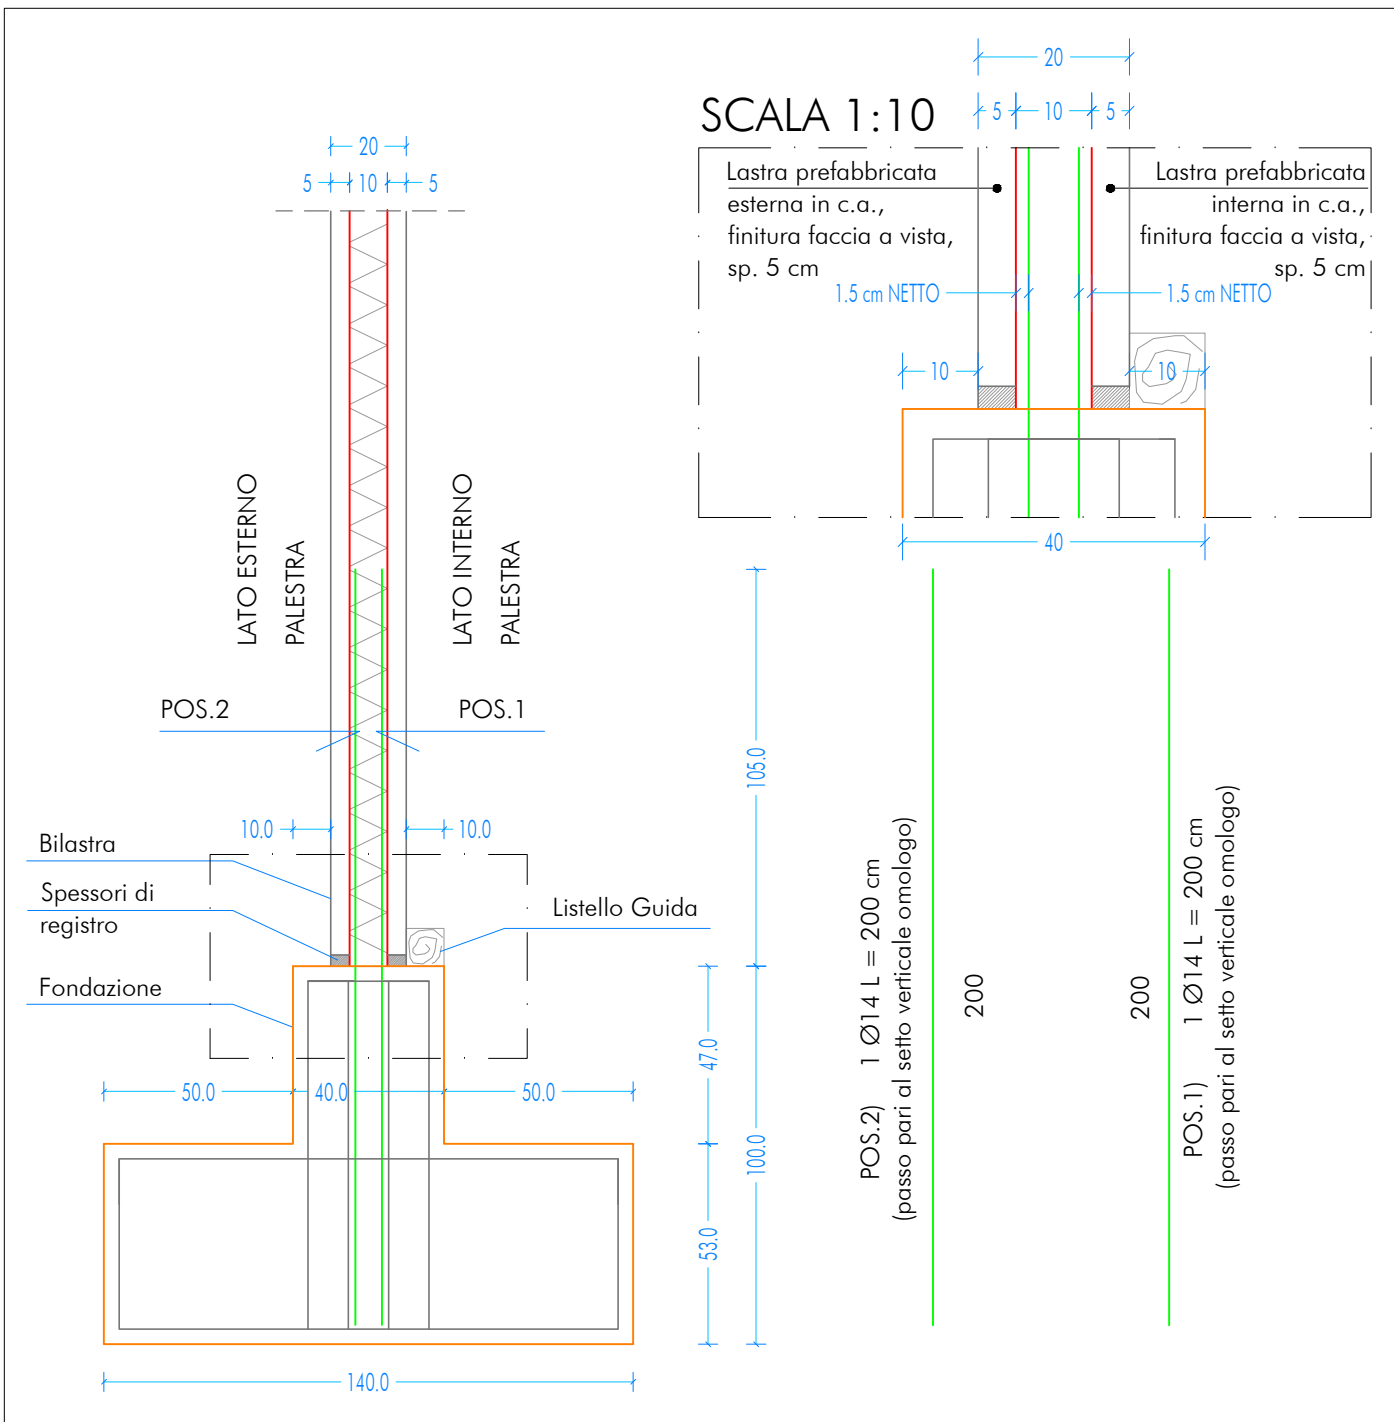 20
SCALA 1:10
5
10
5
Lastra prefabbricata
esterna in c.a.,
finitura faccia a vista,
sp. 5 cm
Lastra prefabbricata
interna in c.a.,
finitura faccia a vista,
sp. 5 cm
1.5 cm NETTO
1.5 cm NETTO
10
10
40
20
5
10
5
LATO ESTERNO
PALESTRA
LATO INTERNO
PALESTRA
POS.2
POS.1
10.0
10.0
Bilastra
Spessori di
registro
Listello Guida
Fondazione
50.0
40.0
50.0
140.0
105.0
47.0
100.0
53.0
POS.2) 1 Ø14 L = 200 cm
(passo pari al setto verticale omologo)
200
200
POS.1) 1 Ø14 L = 200 cm
(passo pari al setto verticale omologo)